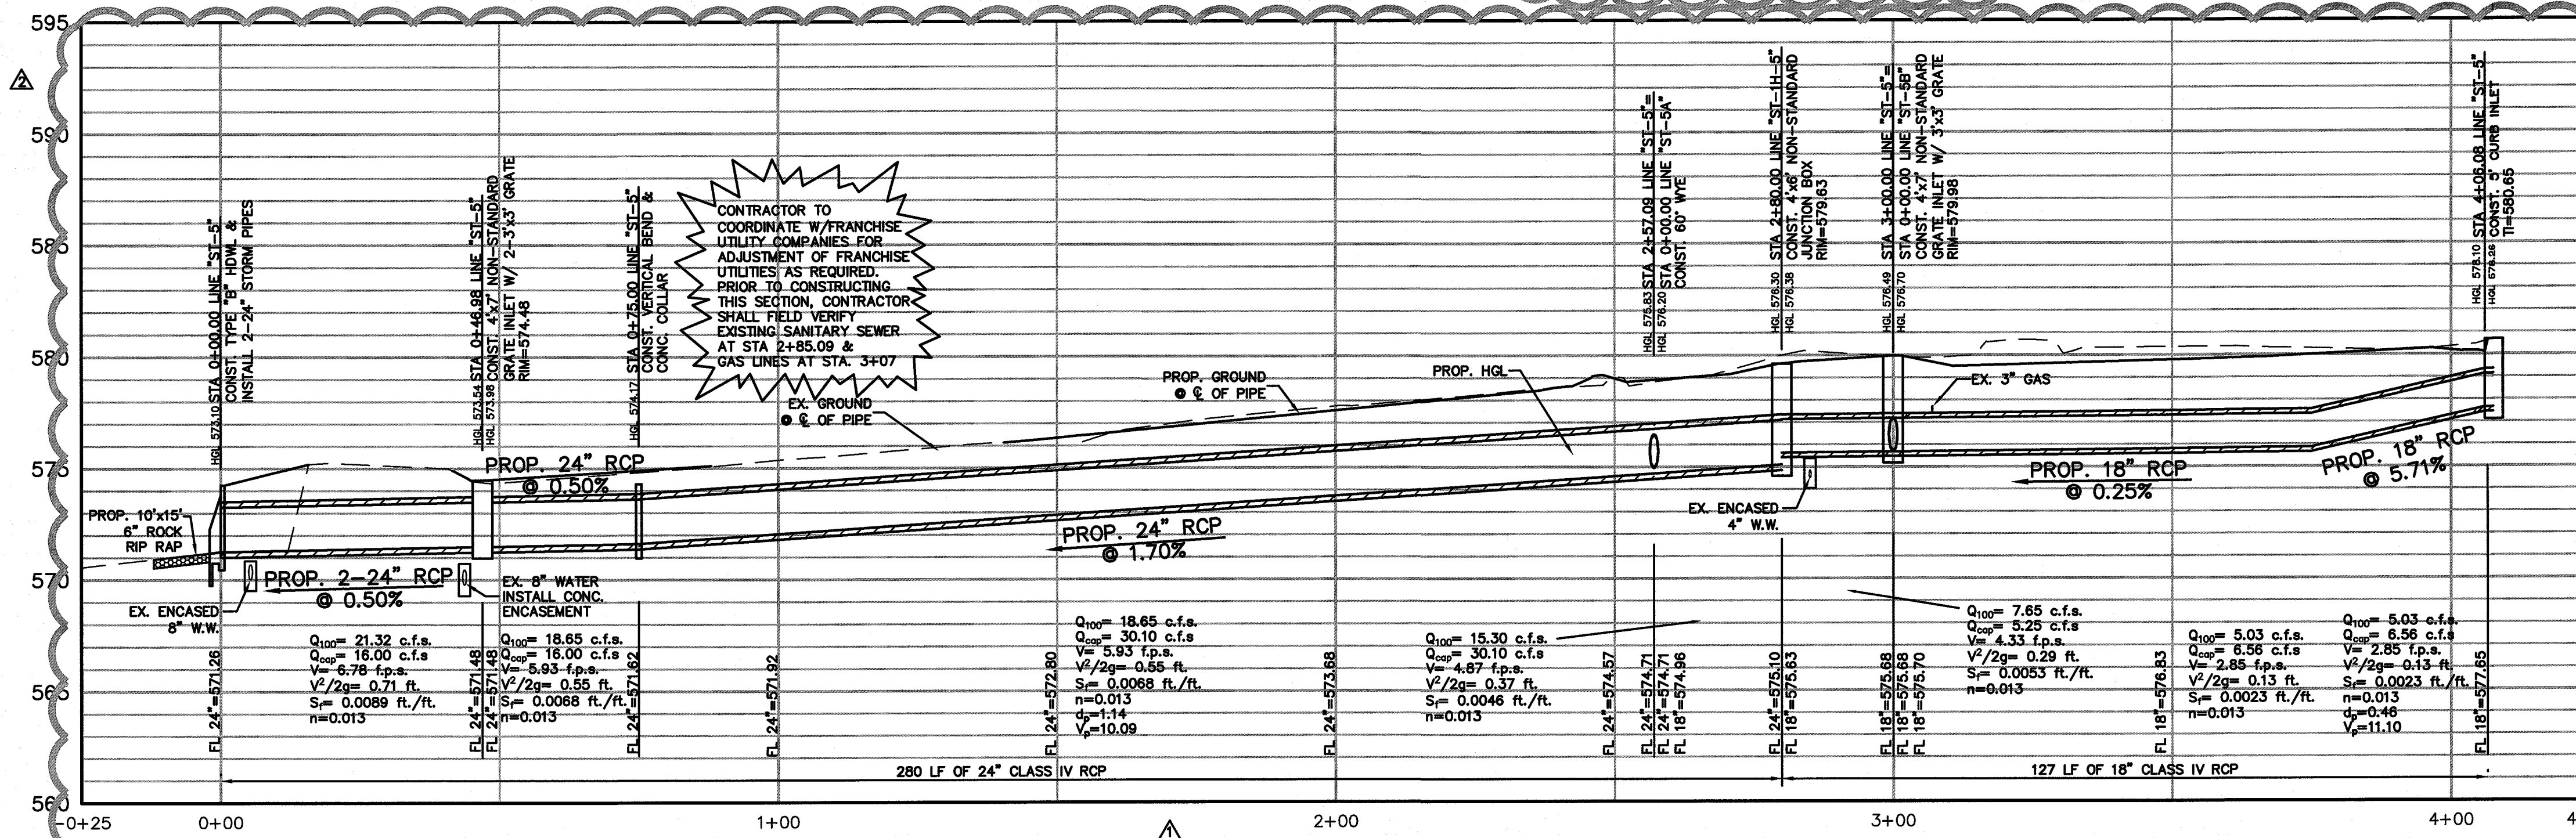 595
590
585
580
575
570
565
560
2
HGL 573.10 STA 0+00.00 LINE "ST-5"
CONST. TYPE "B" HDWL &
INSTALL 2-24" STORM PIPES
HGL 573.54 STA 0+46.98 LINE "ST-5"
HGL 573.98 CONST. 4'x7' NON-STANDARD
GRATE INLET W/ 2-3'x3' GRATE
RIM=574.48
HGL 574.17 STA 0+75.00 LINE "ST-5"
CONST. VERTICAL BEND &
CONC. COLLAR
CONTRACTOR TO
COORDINATE W/FRANCHISE
UTILITY COMPANIES FOR
ADJUSTMENT OF FRANCHISE
UTILITIES AS REQUIRED.
PRIOR TO CONSTRUCTING
THIS SECTION, CONTRACTOR
SHALL FIELD VERIFY
EXISTING SANITARY SEWER
AT STA 2+85.09 &
GAS LINES AT STA. 3+07
HGL 575.83 STA 2+57.09 LINE "ST-5"=
HGL 576.20 STA 0+00.00 LINE "ST-5A"
CONST. 60° WYE
HGL 576.30 STA 2+80.00 LINE "ST-1H-5"
HGL 576.38 CONST. 4'x6' NON-STANDARD
JUNCTION BOX
RIM=579.63
HGL 576.49 STA 3+00.00 LINE "ST-5"=
HGL 576.70 STA 0+00.00 LINE "ST-5B"
CONST. 4'x7' NON-STANDARD
GRATE INLET W/ 3'x3' GRATE
RIM=579.98
HGL 578.10 STA 4+06.08 LINE "ST-5"
HGL 578.26 CONST. 5' CURB INLET
TI=580.65
EX. GROUND
@ ℄ OF PIPE
PROP. GROUND
@ ℄ OF PIPE
PROP. HGL
EX. 3" GAS
PROP. 24" RCP
@ 0.50%
PROP. 18" RCP
@ 0.25%
PROP. 18" RCP
@ 5.71%
PROP. 10'x15'
6" ROCK
RIP RAP
EX. ENCASED
4" W.W.
PROP. 24" RCP
@ 1.70%
PROP. 2-24" RCP
@ 0.50%
EX. 8" WATER
INSTALL CONC.
ENCASEMENT
EX. ENCASED
8" W.W.
Q100= 21.32 c.f.s.
Qcap= 16.00 c.f.s
V= 6.78 f.p.s.
V²/2g= 0.71 ft.
Sf= 0.0089 ft./ft.
n=0.013
Q100= 18.65 c.f.s.
Qcap= 16.00 c.f.s
V= 5.93 f.p.s.
V²/2g= 0.55 ft.
Sf= 0.0068 ft./ft.
n=0.013
Q100= 18.65 c.f.s.
Qcap= 30.10 c.f.s
V= 5.93 f.p.s.
V²/2g= 0.55 ft.
Sf= 0.0068 ft./ft.
n=0.013
dp=1.14
Vp=10.09
Q100= 15.30 c.f.s.
Qcap= 30.10 c.f.s
V= 4.87 f.p.s.
V²/2g= 0.37 ft.
Sf= 0.0046 ft./ft.
n=0.013
Q100= 7.65 c.f.s.
Qcap= 5.25 c.f.s
V= 4.33 f.p.s.
V²/2g= 0.29 ft.
Sf= 0.0053 ft./ft.
n=0.013
Q100= 5.03 c.f.s.
Qcap= 6.56 c.f.s
V= 2.85 f.p.s.
V²/2g= 0.13 ft.
Sf= 0.0023 ft./ft.
n=0.013
Q100= 5.03 c.f.s.
Qcap= 6.56 c.f.s
V= 2.85 f.p.s.
V²/2g= 0.13 ft.
Sf= 0.0023 ft./ft.
n=0.013
dp=0.46
Vp=11.10
FL 24"=571.26
FL 24"=571.48
FL 24"=571.48
FL 24"=571.62
FL 24"=571.92
FL 24"=572.80
FL 24"=573.68
FL 24"=574.57
FL 24"=574.71
FL 24"=574.71
FL 18"=574.96
FL 24"=575.10
FL 18"=575.63
FL 18"=575.68
FL 18"=575.68
FL 18"=575.70
FL 18"=576.83
FL 18"=577.65
280 LF OF 24" CLASS IV RCP
127 LF OF 18" CLASS IV RCP
-0+25
0+00
1+00
1
2+00
3+00
4+00